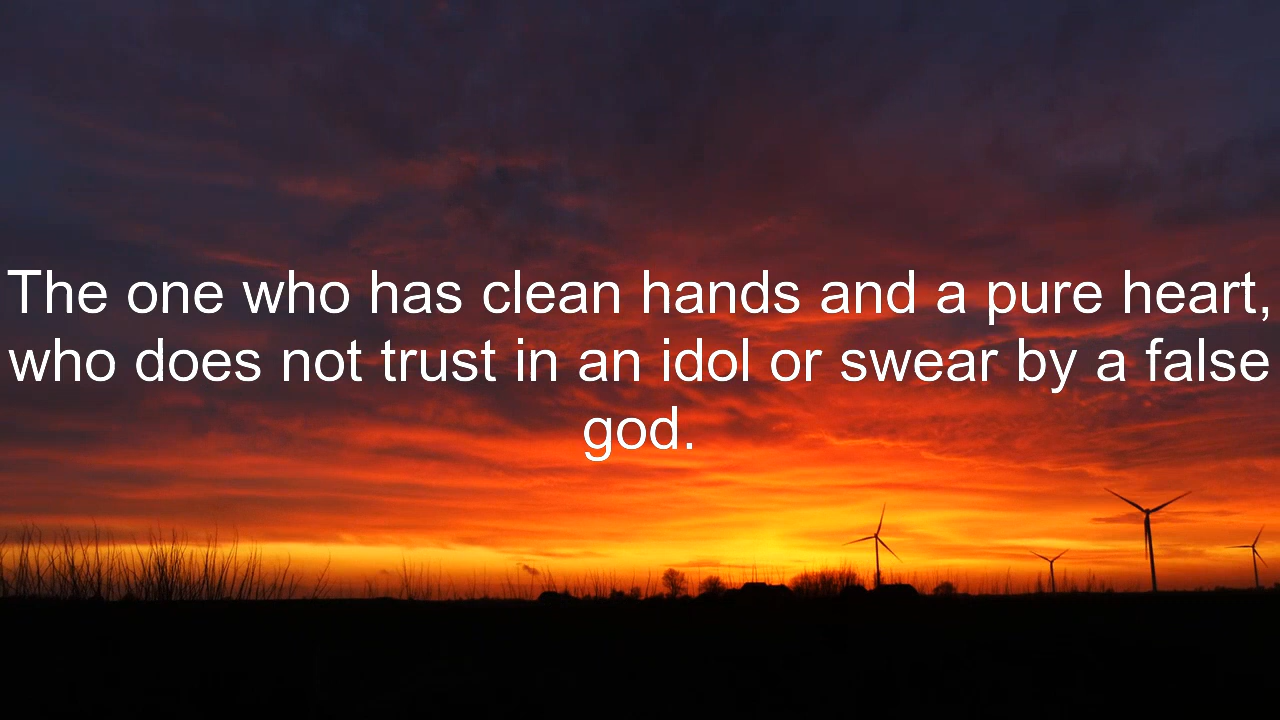 The one who has clean hands and a pure heart,
who does not trust in an idol or swear by a false
god.